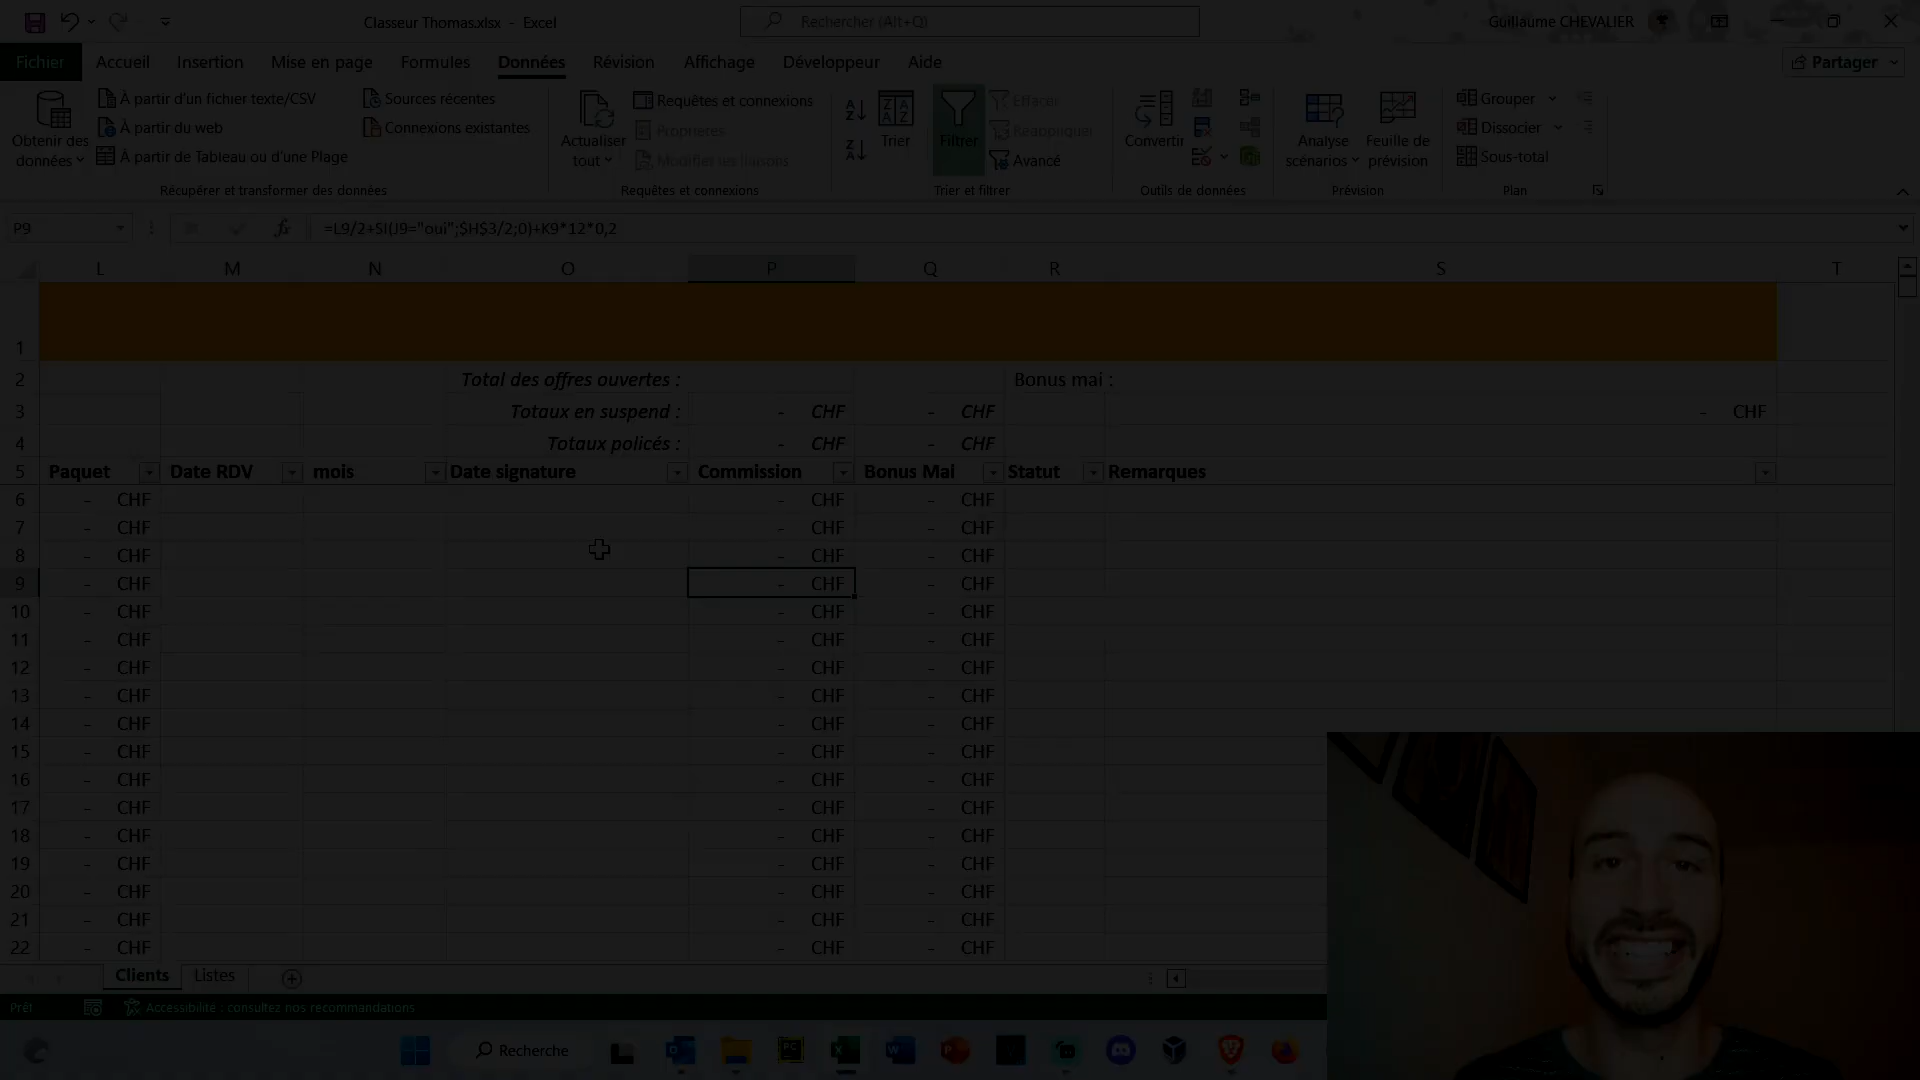 Classeur Thomas.xlsx - Excel
Rechercher (Alt+Q)
Guillaume CHEVALIER
Fichier Accueil Insertion Mise en page Formules Données Révision Affichage Développeur Aide
Partager
Obtenir des données
À partir d'un fichier texte/CSV
À partir du web
À partir de Tableau ou d'une Plage
Sources récentes
Connexions existantes
Récupérer et transformer des données
Actualiser tout
Requêtes et connexions
Propriétés
Modifier les liaisons
Requêtes et connexions
Trier
Filtrer
Effacer
Réappliquer
Avancé
Trier et filtrer
Convertir
Outils de données
Analyse scénarios
Feuille de prévision
Prévision
Grouper
Dissocier
Sous-total
Plan
P9
fx
=L9/2+SI(J9="oui";$H$3/2;0)+K9*12*0,2
L M N O P Q R S T
1
2 Total des offres ouvertes : Bonus mai :
3 Totaux en suspend : - CHF - CHF - CHF
4 Totaux policés : - CHF - CHF
5 Paquet Date RDV mois Date signature Commission Bonus Mal Statut Remarques
6 - CHF - CHF - CHF
7 - CHF - CHF - CHF
8 - CHF - CHF - CHF
9 - CHF - CHF - CHF
10 - CHF - CHF - CHF
11 - CHF - CHF - CHF
12 - CHF - CHF - CHF
13 - CHF - CHF - CHF
14 - CHF - CHF - CHF
15 - CHF - CHF - CHF
16 - CHF - CHF - CHF
17 - CHF - CHF - CHF
18 - CHF - CHF - CHF
19 - CHF - CHF - CHF
20 - CHF - CHF - CHF
21 - CHF - CHF - CHF
22 - CHF - CHF - CHF
Clients Listes
Prêt
Accessibilité : consultez nos recommandations
Recherche